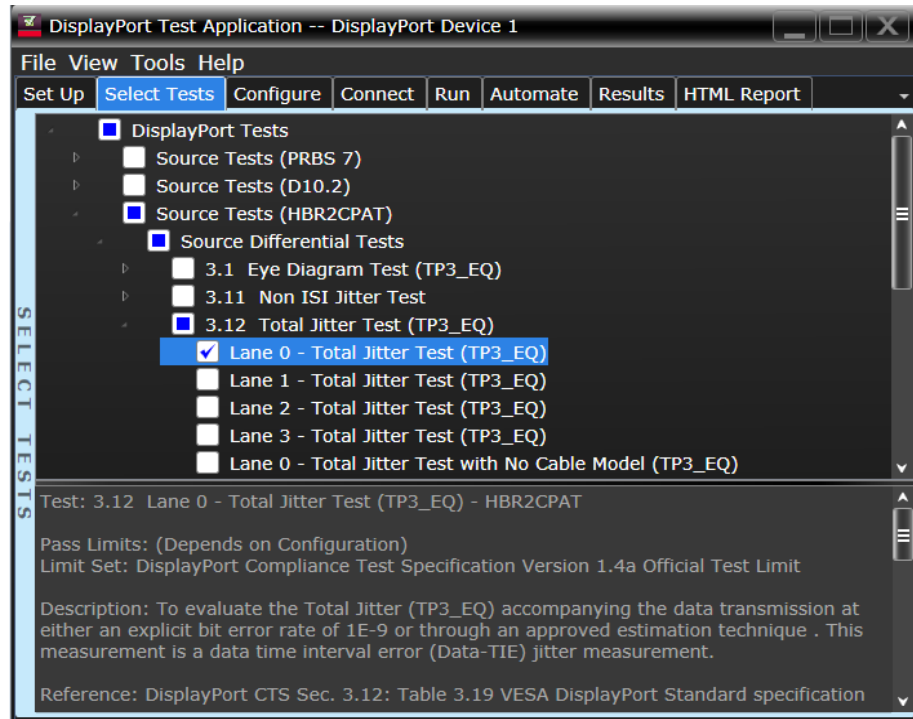 DisplayPort Test Application -- DisplayPort Device 1
File View Tools Help
Set Up Select Tests Configure Connect Run Automate Results HTML Report
SELECT TESTS
DisplayPort Tests
Source Tests (PRBS 7)
Source Tests (D10.2)
Source Tests (HBR2CPAT)
Source Differential Tests
3.1 Eye Diagram Test (TP3_EQ)
3.11 Non ISI Jitter Test
3.12 Total Jitter Test (TP3_EQ)
Lane 0 - Total Jitter Test (TP3_EQ)
Lane 1 - Total Jitter Test (TP3_EQ)
Lane 2 - Total Jitter Test (TP3_EQ)
Lane 3 - Total Jitter Test (TP3_EQ)
Lane 0 - Total Jitter Test with No Cable Model (TP3_EQ)
Test: 3.12 Lane 0 - Total Jitter Test (TP3_EQ) - HBR2CPAT
Pass Limits: (Depends on Configuration)
Limit Set: DisplayPort Compliance Test Specification Version 1.4a Official Test Limit
Description: To evaluate the Total Jitter (TP3_EQ) accompanying the data transmission at
either an explicit bit error rate of 1E-9 or through an approved estimation technique . This
measurement is a data time interval error (Data-TIE) jitter measurement.
Reference: DisplayPort CTS Sec. 3.12: Table 3.19 VESA DisplayPort Standard specification